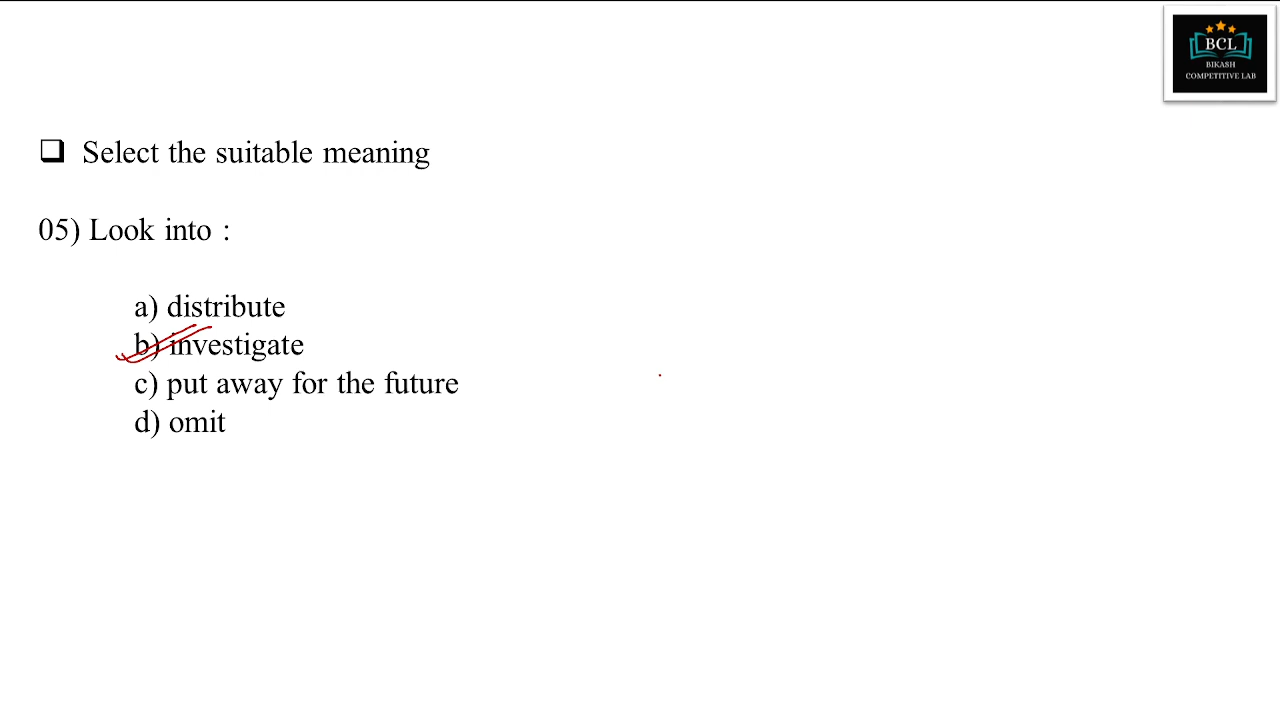 BCL
BIKASH
COMPETITIVE LAB
❑ Select the suitable meaning
05) Look into :
a) distribute
b) investigate
c) put away for the future
d) omit